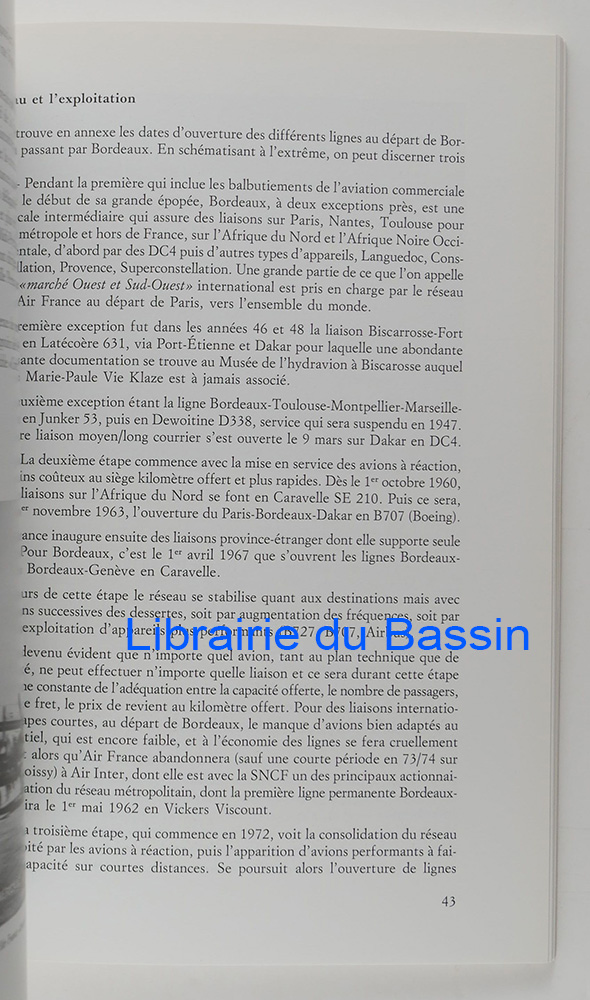 au et l'exploitation
trouve en annexe les dates d'ouverture des différents lignes au départ de Bor-
passant par Bordeaux. En schématisant à l'extrême, on peut discerner trois
- Pendant la première qui inclue les balbutiements de l'aviation commerciale
le début de sa grande épopée, Bordeaux, à deux exceptions près, est une
cale intermédiaire qui assure des liaisons sur Paris, Nantes, Toulouse pour
métropole et hors de France, sur l'Afrique du Nord et l'Afrique Noire Occi-
ntale, d'abord par des DC4 puis d'autres types d'appareils, Languedoc, Cons-
llation, Provence, Superconstellation. Une grande partie de ce que l'on appelle
«marché Ouest et Sud-Ouest» international est pris en charge par le réseau
Air France au départ de Paris, vers l'ensemble du monde.
remière exception fut dans les années 46 et 48 la liaison Biscarrosse-Fort
en Latécoère 631, via Port-Étienne et Dakar pour laquelle une abondante
ante documentation se trouve au Musée de l'hydravion à Biscarosse auquel
Marie-Paule Vie Klaze est à jamais associé.
uxième exception étant la ligne Bordeaux-Toulouse-Montpellier-Marseille-
en Junker 53, puis en Dewoitine D338, service qui sera suspendu en 1947.
re liaison moyen/long courrier s'est ouverte le 9 mars sur Dakar en DC4.
La deuxième étape commence avec la mise en service des avions à réaction,
ins coûteux au siège kilomètre offert et plus rapides. Dès le 1er octobre 1960,
liaisons sur l'Afrique du Nord se font en Caravelle SE 210. Puis ce sera,
er novembre 1963, l'ouverture du Paris-Bordeaux-Dakar en B707 (Boeing).
ance inaugure ensuite des liaisons province-étranger dont elle supporte seule
Pour Bordeaux, c'est le 1er avril 1967 que s'ouvrent les lignes Bordeaux-
Bordeaux-Genève en Caravelle.
urs de cette étape le réseau se stabilise quant aux destinations mais avec
ns successives des dessertes, soit par augmentation des fréquences, soit par
exploitation d'appareils plus performants
Librairie du Bassin
devenu évident que n'importe quel avion, tant au plan technique que de
é, ne peut effectuer n'importe quelle liaison et ce sera durant cette étape
ne constante de l'adéquation entre la capacité offerte, le nombre de passagers,
e fret, le prix de revient au kilomètre offert. Pour des liaisons internatio-
apes courtes, au départ de Bordeaux, le manque d'avions bien adaptés au
tiel, qui est encore faible, et à l'économie des lignes se fera cruellement
alors qu'Air France abandonnera (sauf une courte période en 73/74 sur
oissy) à Air Inter, dont elle est avec la SNCF un des principaux actionnai-
ation du réseau métropolitain, dont la première ligne permanente Bordeaux-
ira le 1er mai 1962 en Vickers Viscount.
a troisième étape, qui commence en 1972, voit la consolidation du réseau
oité par les avions à réaction, puis l'apparition d'avions performants à fai-
capacité sur courtes distances. Se poursuit alors l'ouverture de lignes
43